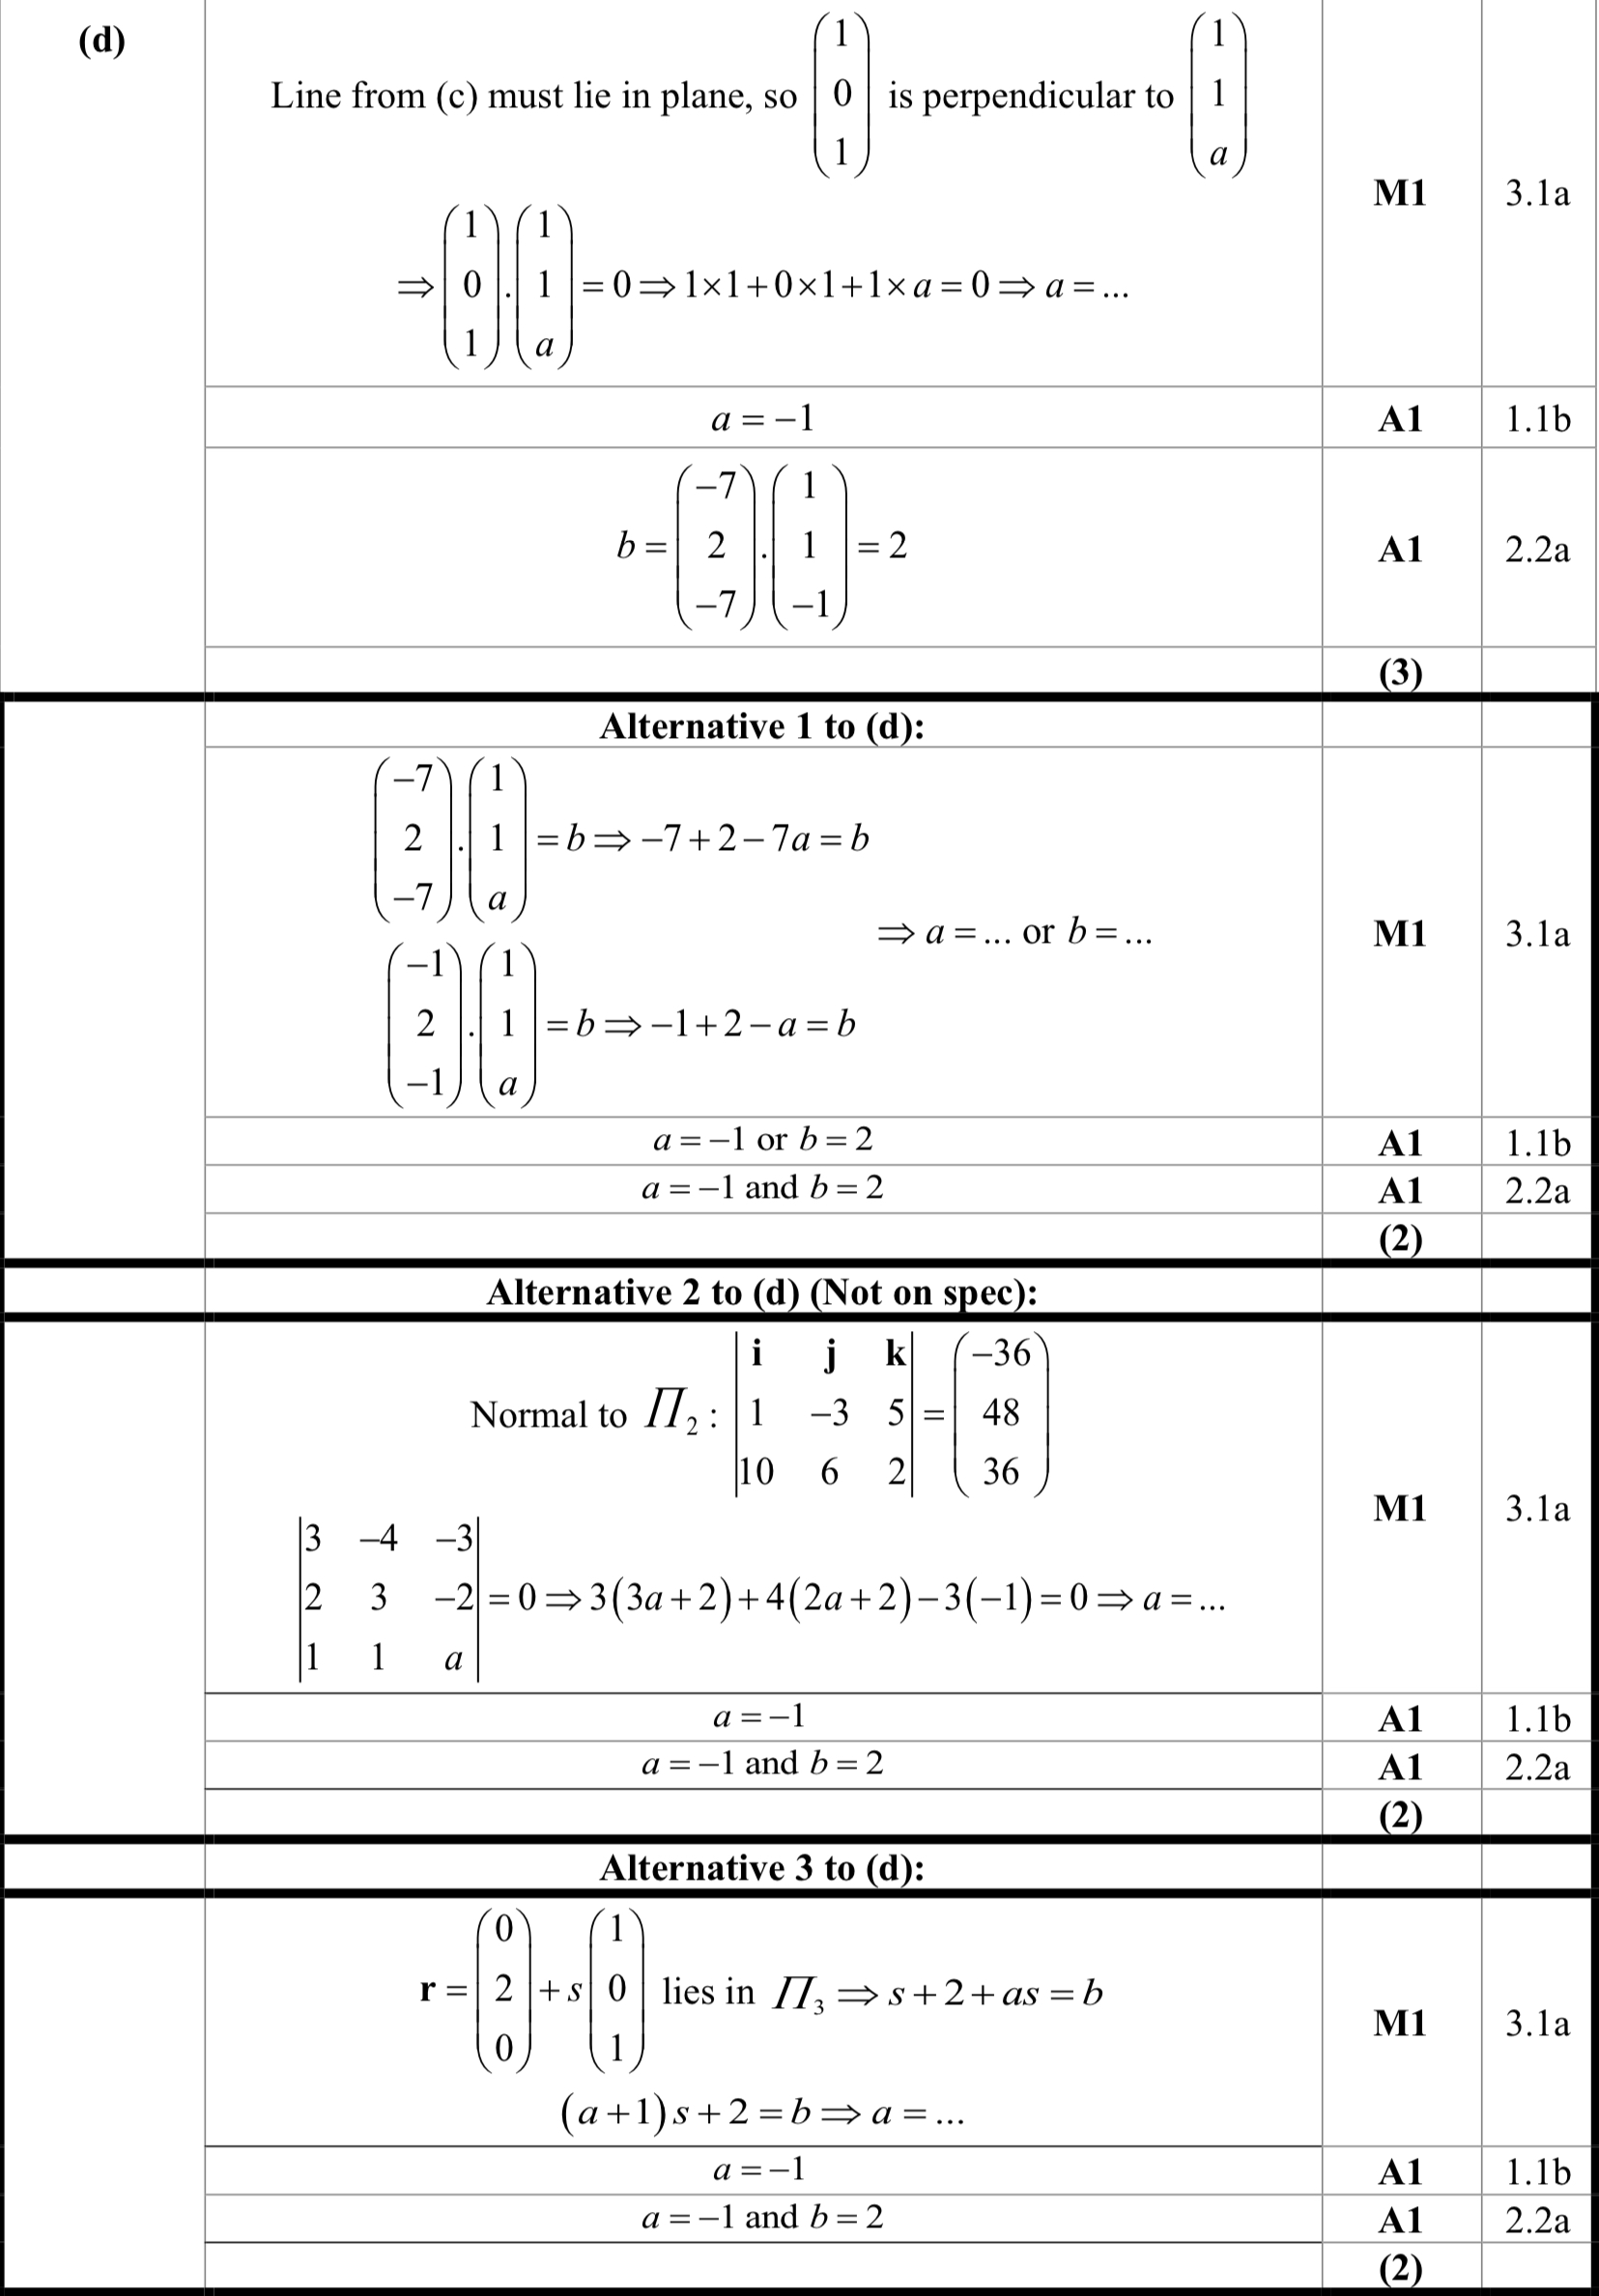 (d)
Line from (c) must lie in plane, so $\begin{pmatrix}1\\0\\1\end{pmatrix}$ is perpendicular to $\begin{pmatrix}1\\1\\a\end{pmatrix}$
$\Rightarrow \begin{pmatrix}1\\0\\1\end{pmatrix}.\begin{pmatrix}1\\1\\a\end{pmatrix} = 0 \Rightarrow 1\times1+0\times1+1\times a = 0 \Rightarrow a = ...$ M1 3.1a
$a = -1$ A1 1.1b
$b = \begin{pmatrix}-7\\2\\-7\end{pmatrix}.\begin{pmatrix}1\\1\\-1\end{pmatrix} = 2$ A1 2.2a
(3)
Alternative 1 to (d):
$\begin{pmatrix}-7\\2\\-7\end{pmatrix}.\begin{pmatrix}1\\1\\a\end{pmatrix} = b \Rightarrow -7+2-7a = b$
$\Rightarrow a = ...$ or $b = ...$ M1 3.1a
$\begin{pmatrix}-1\\2\\-1\end{pmatrix}.\begin{pmatrix}1\\1\\a\end{pmatrix} = b \Rightarrow -1+2-a = b$
$a = -1$ or $b = 2$ A1 1.1b
$a = -1$ and $b = 2$ A1 2.2a
(2)
Alternative 2 to (d) (Not on spec):
Normal to $\Pi_2$: $\begin{vmatrix}\mathbf{i}&\mathbf{j}&\mathbf{k}\\1&-3&5\\10&6&2\end{vmatrix} = \begin{pmatrix}-36\\48\\36\end{pmatrix}$ M1 3.1a
$\begin{vmatrix}3&-4&-3\\2&3&-2\\1&1&a\end{vmatrix} = 0 \Rightarrow 3(3a+2)+4(2a+2)-3(-1) = 0 \Rightarrow a = ...$
$a = -1$ A1 1.1b
$a = -1$ and $b = 2$ A1 2.2a
(2)
Alternative 3 to (d):
$\mathbf{r} = \begin{pmatrix}0\\2\\0\end{pmatrix} + s\begin{pmatrix}1\\0\\1\end{pmatrix}$ lies in $\Pi_3 \Rightarrow s+2+as = b$ M1 3.1a
$(a+1)s+2 = b \Rightarrow a = ...$
$a = -1$ A1 1.1b
$a = -1$ and $b = 2$ A1 2.2a
(2)